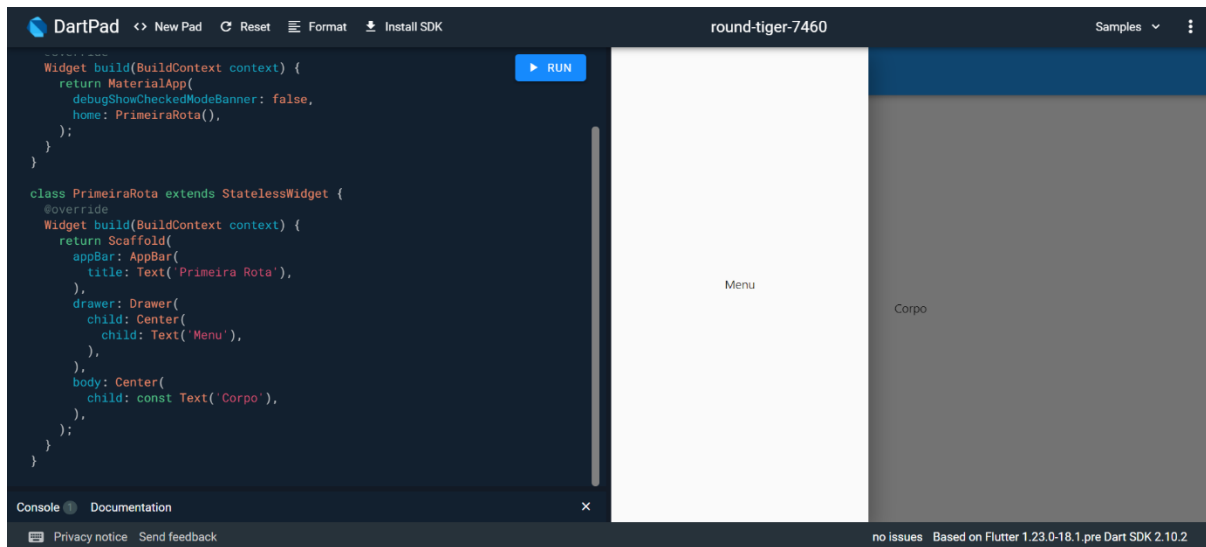 DartPad <> New Pad Reset Format Install SDK round-tiger-7460 Samples
RUN
Widget build(BuildContext context) {
return MaterialApp(
debugShowCheckedModeBanner: false,
home: PrimeiraRota(),
);
}
}
class PrimeiraRota extends StatelessWidget {
@override
Widget build(BuildContext context) {
return Scaffold(
appBar: AppBar(
title: Text('Primeira Rota'),
),
drawer: Drawer(
child: Center(
child: Text('Menu'),
),
),
body: Center(
child: const Text('Corpo'),
),
);
}
}
Menu
Corpo
Console 1 Documentation ×
Privacy notice Send feedback no issues Based on Flutter 1.23.0-18.1.pre Dart SDK 2.10.2